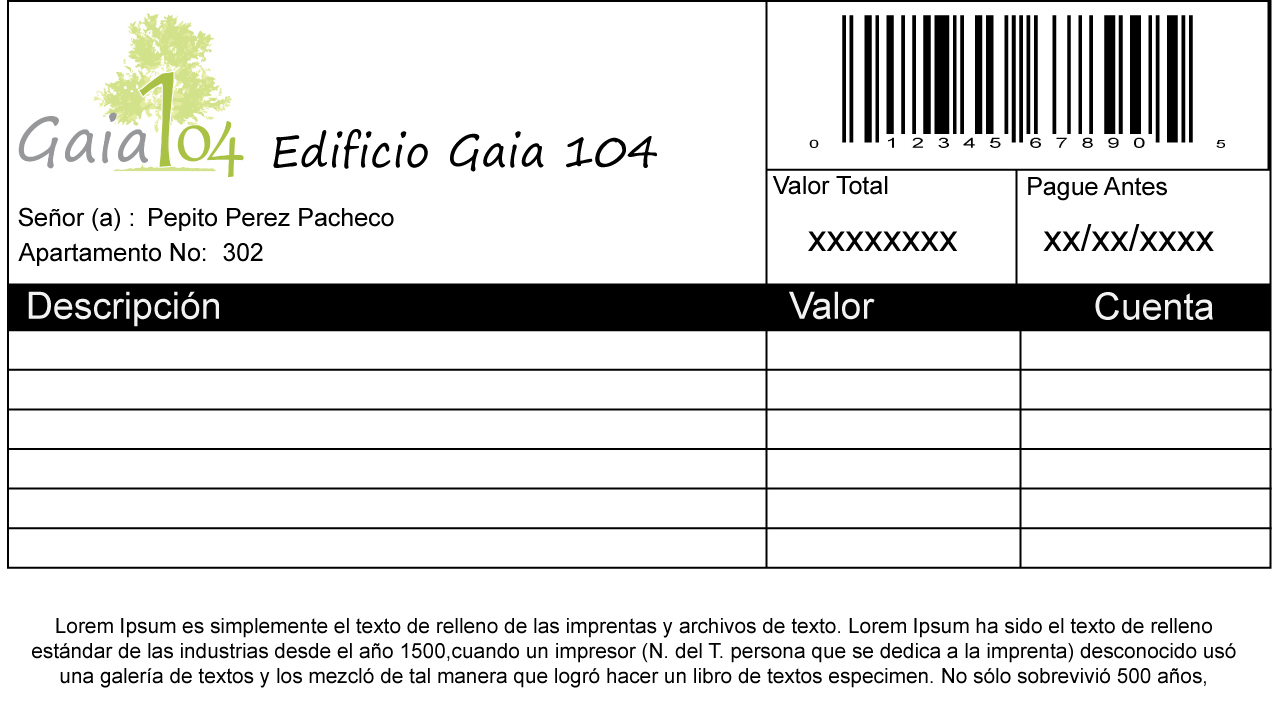 Gaia 104
Edificio Gaia 104
0 12345 67890 5
Señor (a) : Pepito Perez Pacheco
Apartamento No: 302
Valor Total
Pague Antes
xxxxxxxx
xx/xx/xxxx
Descripción
Valor
Cuenta
Lorem Ipsum es simplemente el texto de relleno de las imprentas y archivos de texto. Lorem Ipsum ha sido el texto de relleno
estándar de las industrias desde el año 1500,cuando un impresor (N. del T. persona que se dedica a la imprenta) desconocido usó
una galería de textos y los mezcló de tal manera que logró hacer un libro de textos especimen. No sólo sobrevivió 500 años,